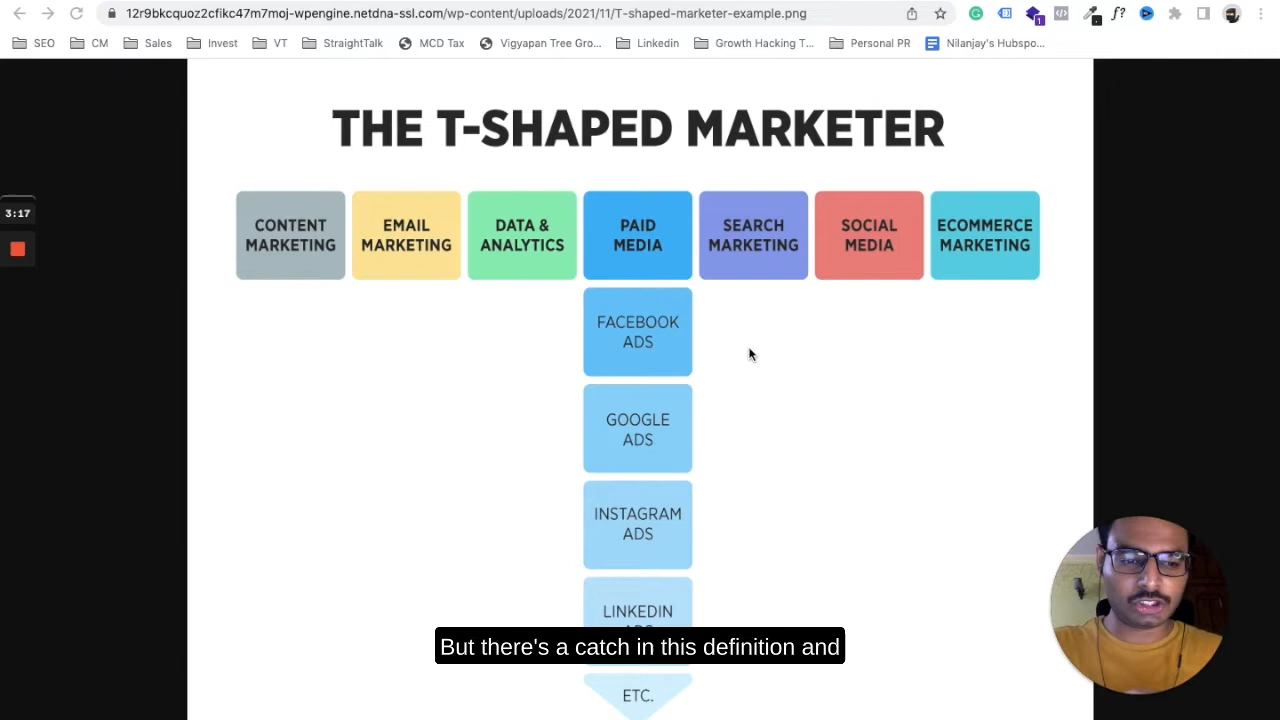 12r9bkcquoz2cfikc47m7moj-wpengine.netdna-ssl.com/wp-content/uploads/2021/11/T-shaped-marketer-example.png
SEO CM Sales Invest VT StraightTalk MCD Tax Vigyapan Tree Gro... Linkedin Growth Hacking T... Personal PR Nilanjay's Hubspo...
THE T-SHAPED MARKETER
CONTENT
MARKETING
EMAIL
MARKETING
DATA &
ANALYTICS
PAID
MEDIA
SEARCH
MARKETING
SOCIAL
MEDIA
ECOMMERCE
MARKETING
3:17
FACEBOOK
ADS
GOOGLE
ADS
INSTAGRAM
ADS
LINKEDIN
But there's a catch in this definition and
ETC.